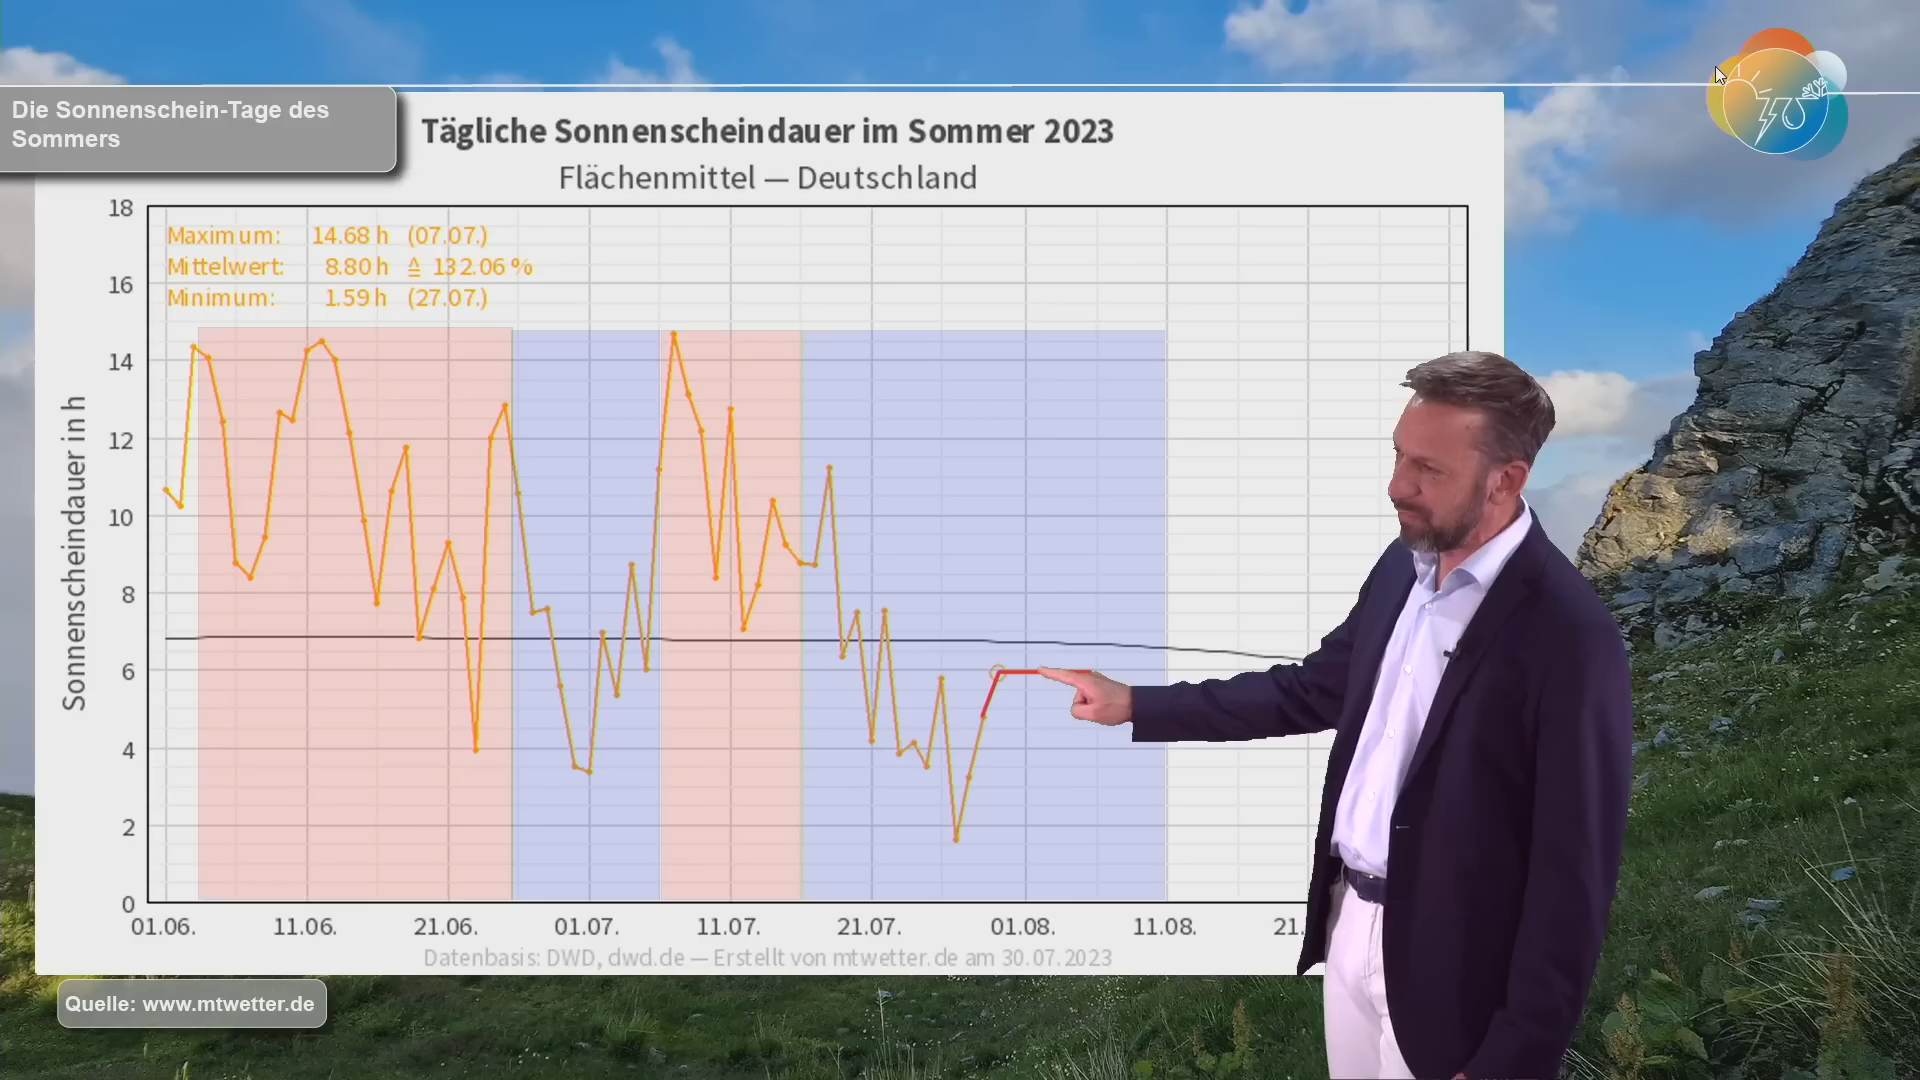 Die Sonnenschein-Tage des
Sommers
Tägliche Sonnenscheindauer im Sommer 2023
Flächenmittel — Deutschland
Maximum: 14.68 h (07.07.)
Mittelwert: 8.80 h ≙ 132.06 %
Minimum: 1.59 h (27.07.)
Sonnenscheindauer in h
18
16
14
12
10
8
6
4
2
0
01.06. 11.06. 21.06. 01.07. 11.07. 21.07. 01.08. 11.08. 21.
Datenbasis: DWD, dwd.de — Erstellt von mtwetter.de am 30.07.2023
Quelle: www.mtwetter.de